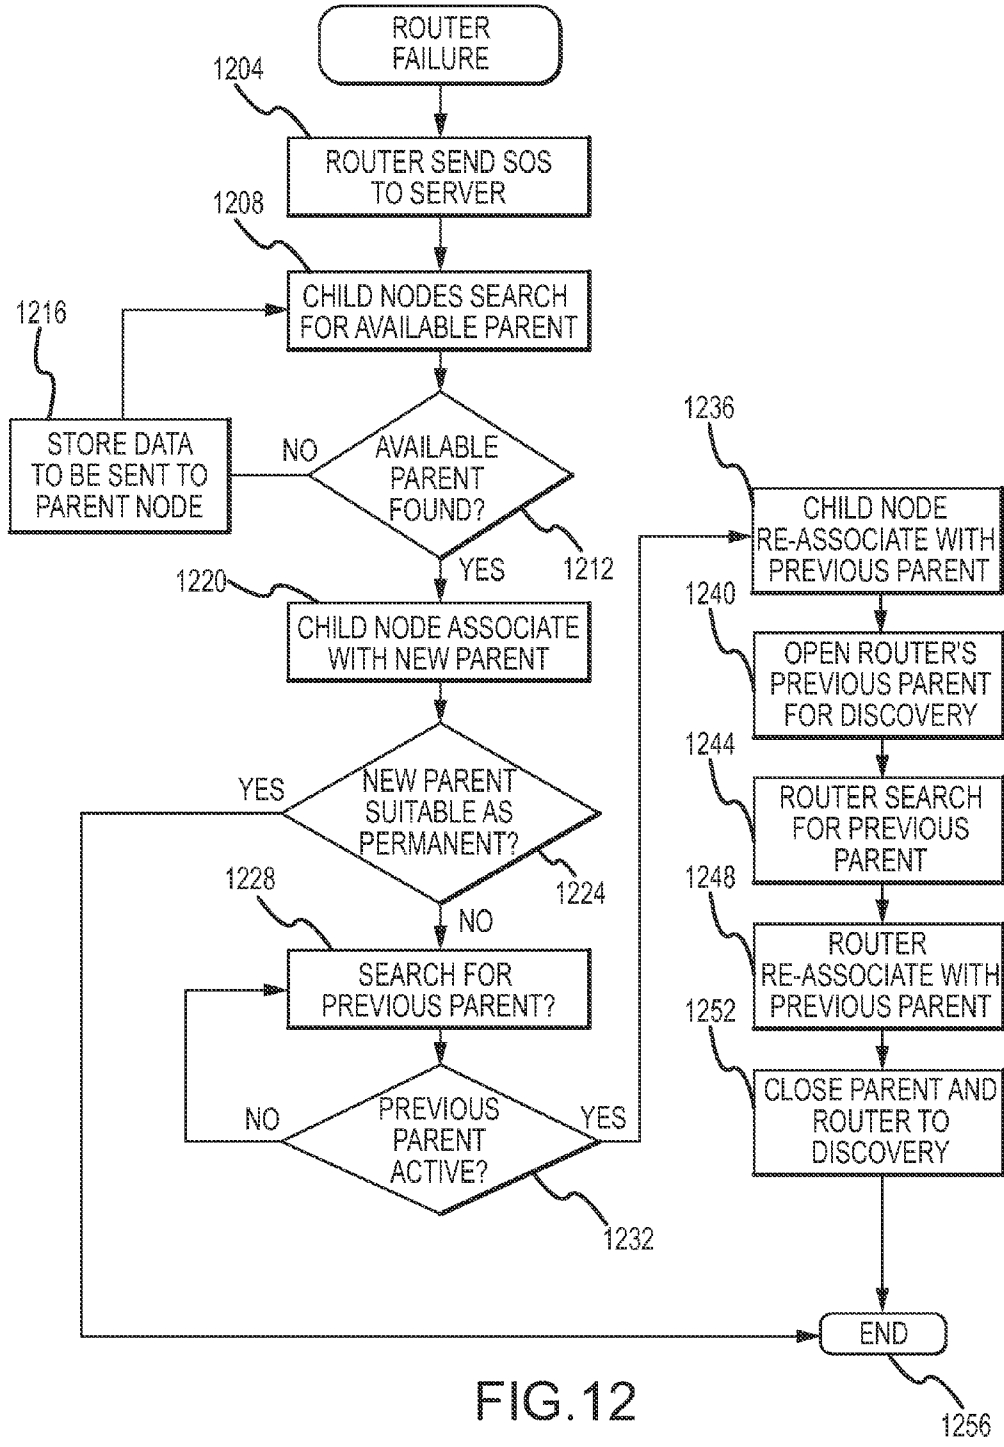 ROUTER
FAILURE
1204
ROUTER SEND SOS
TO SERVER
1208
CHILD NODES SEARCH
FOR AVAILABLE PARENT
1216
STORE DATA
TO BE SENT TO
PARENT NODE
NO
AVAILABLE
PARENT
FOUND?
1212
YES
1220
CHILD NODE ASSOCIATE
WITH NEW PARENT
YES
NEW PARENT
SUITABLE AS
PERMANENT?
1224
NO
1228
SEARCH FOR
PREVIOUS PARENT?
NO
PREVIOUS
PARENT
ACTIVE?
YES
1232
1236
CHILD NODE
RE-ASSOCIATE WITH
PREVIOUS PARENT
1240
OPEN ROUTER'S
PREVIOUS PARENT
FOR DISCOVERY
1244
ROUTER SEARCH
FOR PREVIOUS
PARENT
1248
ROUTER
RE-ASSOCIATE WITH
PREVIOUS PARENT
1252
CLOSE PARENT AND
ROUTER TO
DISCOVERY
END
1256
FIG.12